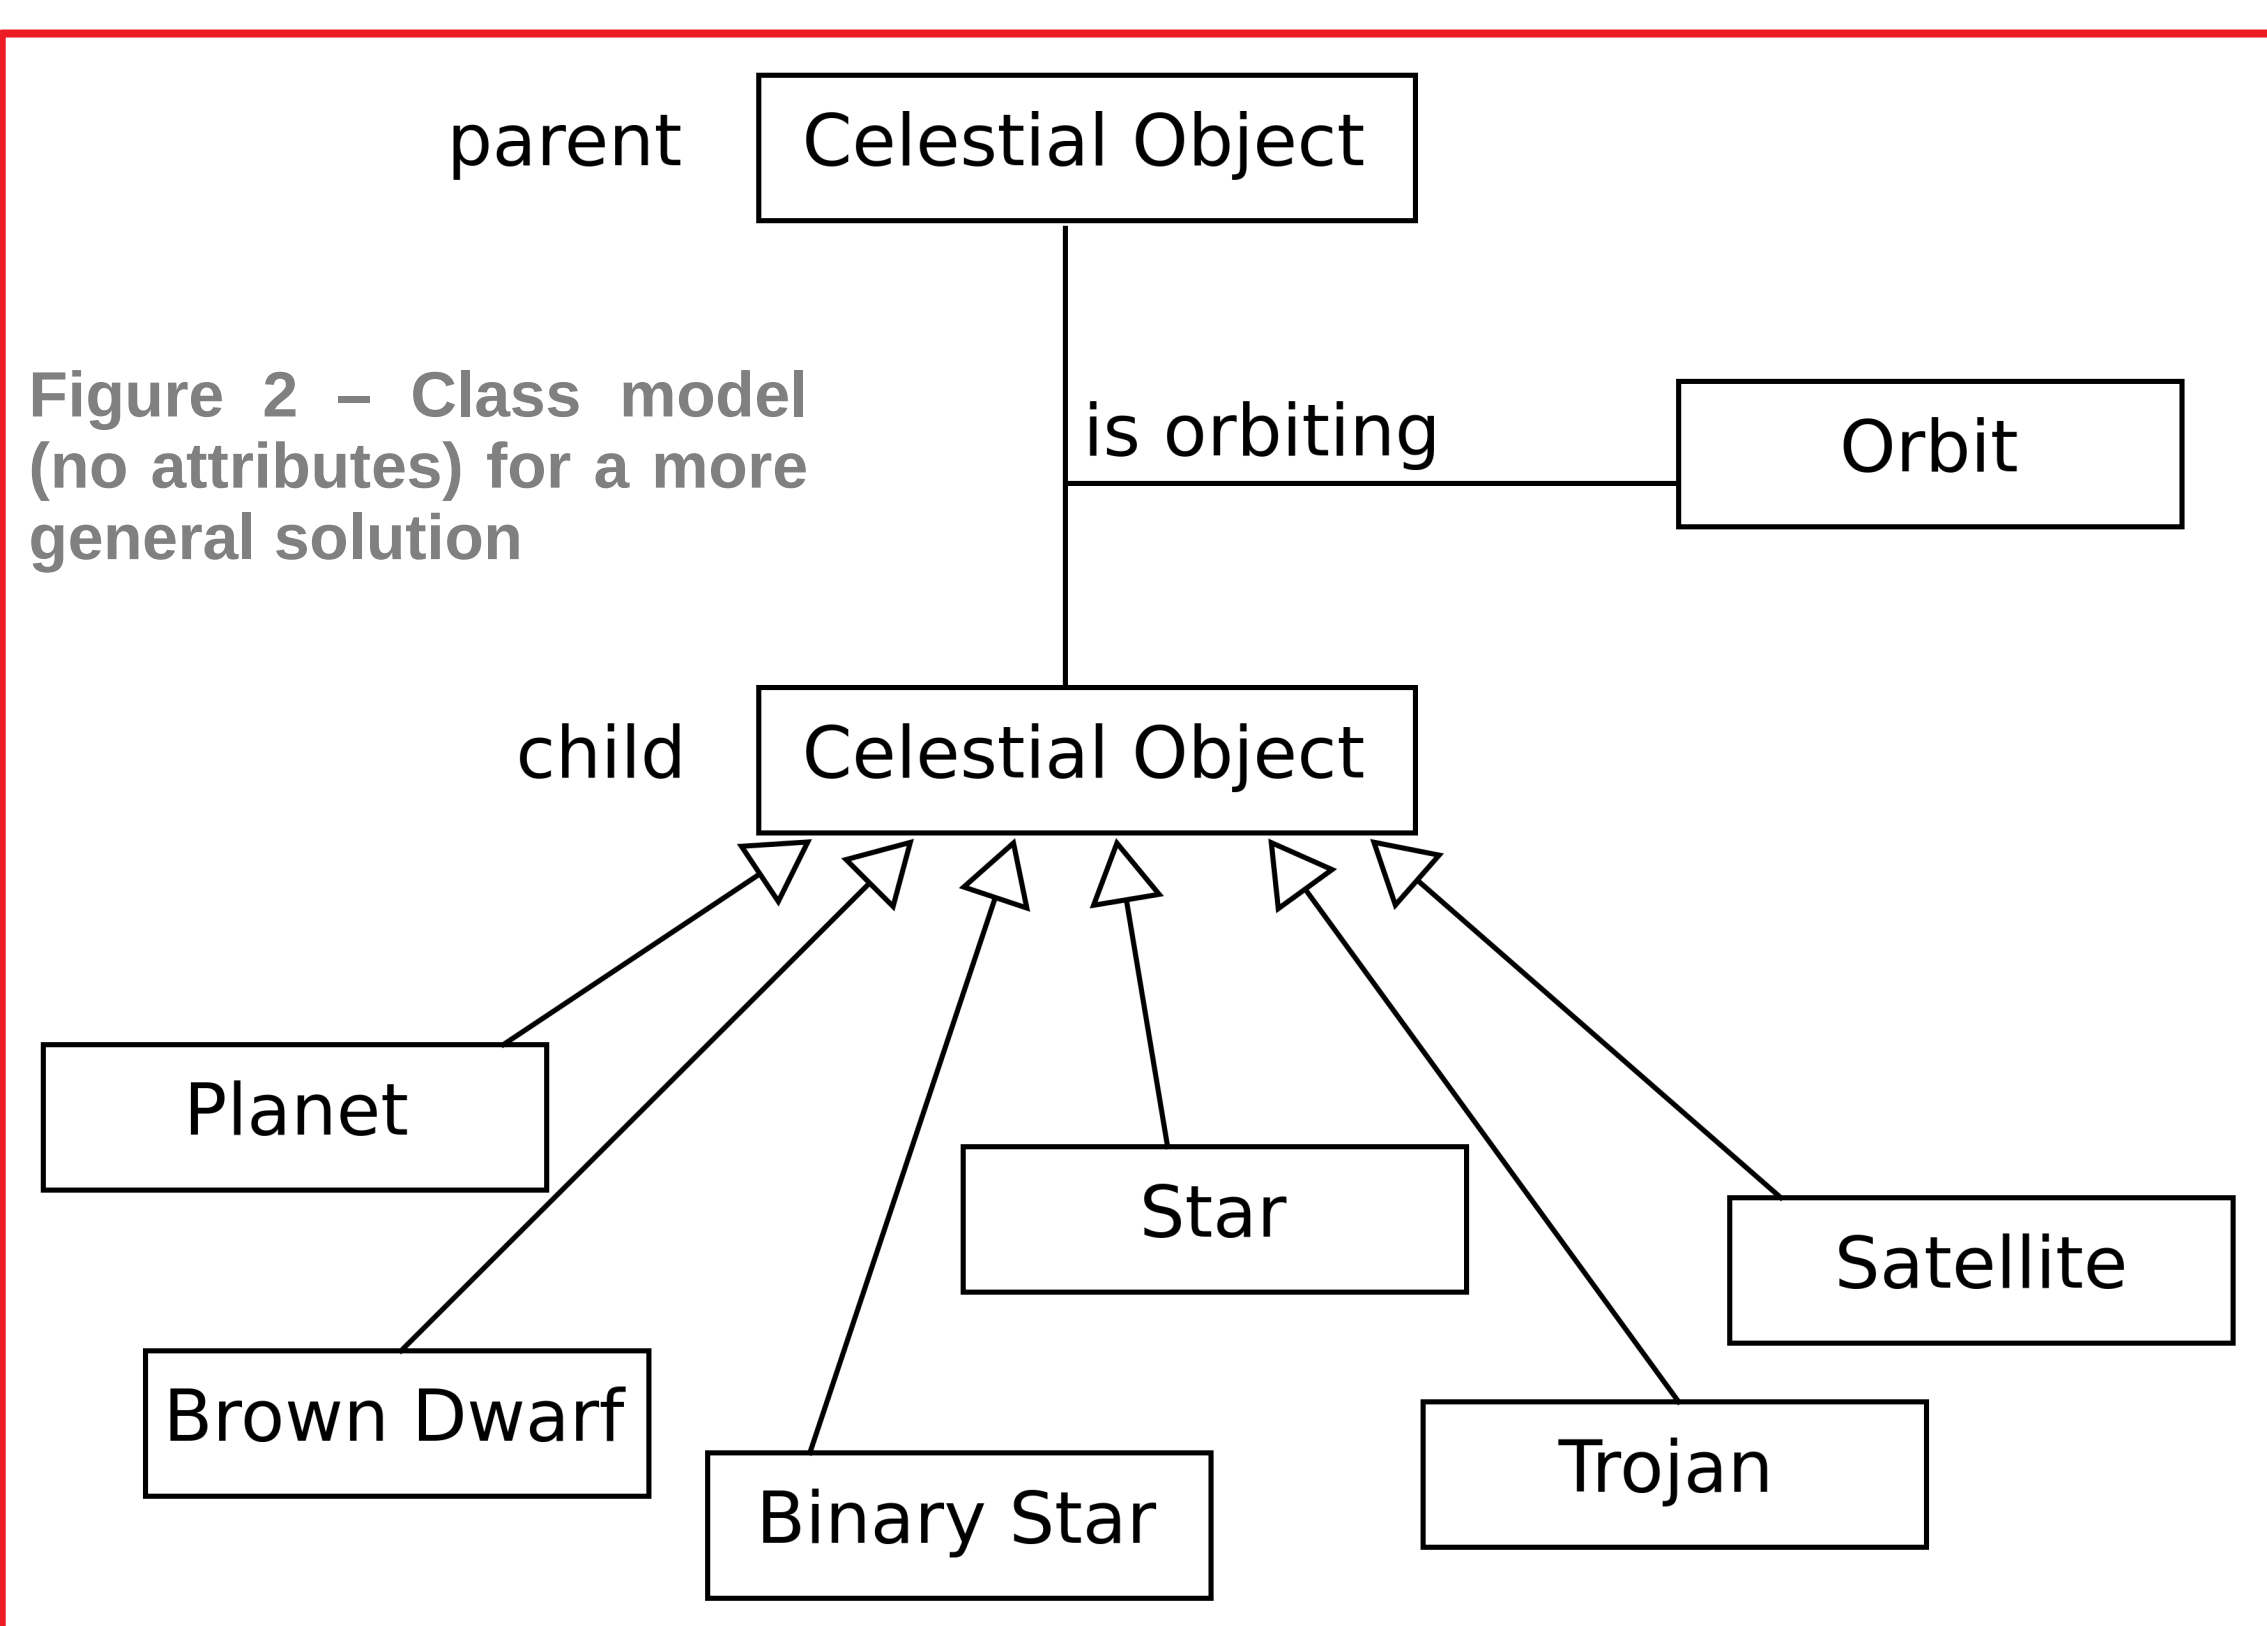 parent
Celestial Object
Figure 2 – Class model
(no attributes) for a more
general solution
is orbiting
Orbit
child
Celestial Object
Planet
Star
Satellite
Brown Dwarf
Trojan
Binary Star